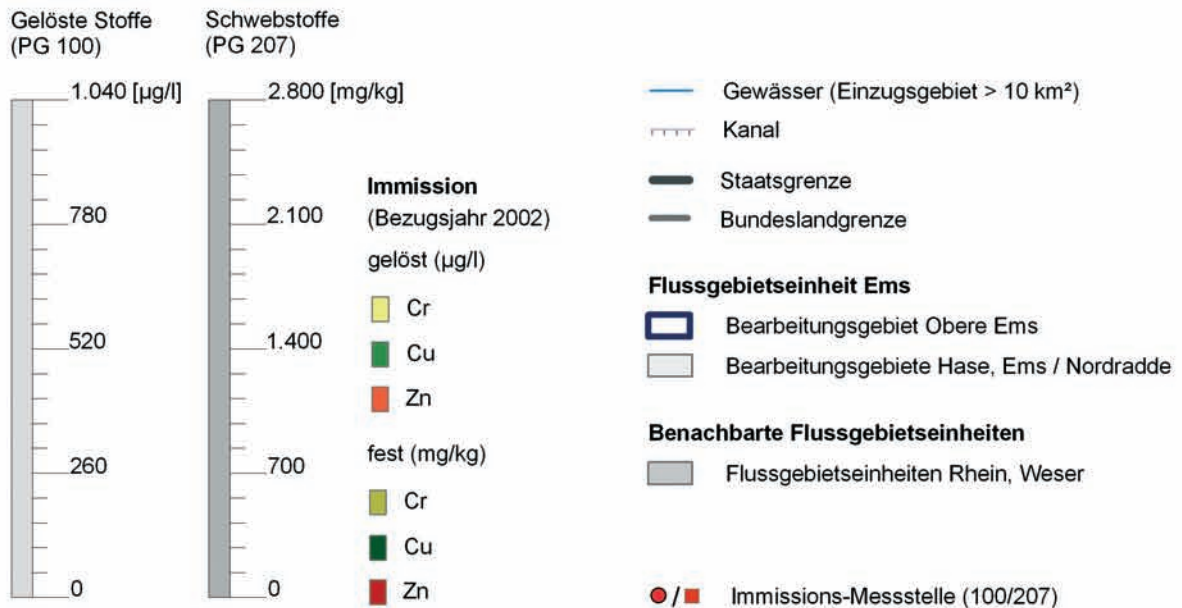 Gelöste Stoffe
(PG 100)
1.040 [µg/l]
780
520
260
0
Schwebstoffe
(PG 207)
2.800 [mg/kg]
2.100
1.400
700
0
Immission
(Bezugsjahr 2002)
gelöst (µg/l)
Cr
Cu
Zn
fest (mg/kg)
Cr
Cu
Zn
Gewässer (Einzugsgebiet > 10 km²)
Kanal
Staatsgrenze
Bundeslandgrenze
Flussgebietseinheit Ems
Bearbeitungsgebiet Obere Ems
Bearbeitungsgebiete Hase, Ems / Nordradde
Benachbarte Flussgebietseinheiten
Flussgebietseinheiten Rhein, Weser
/ Immissions-Messstelle (100/207)